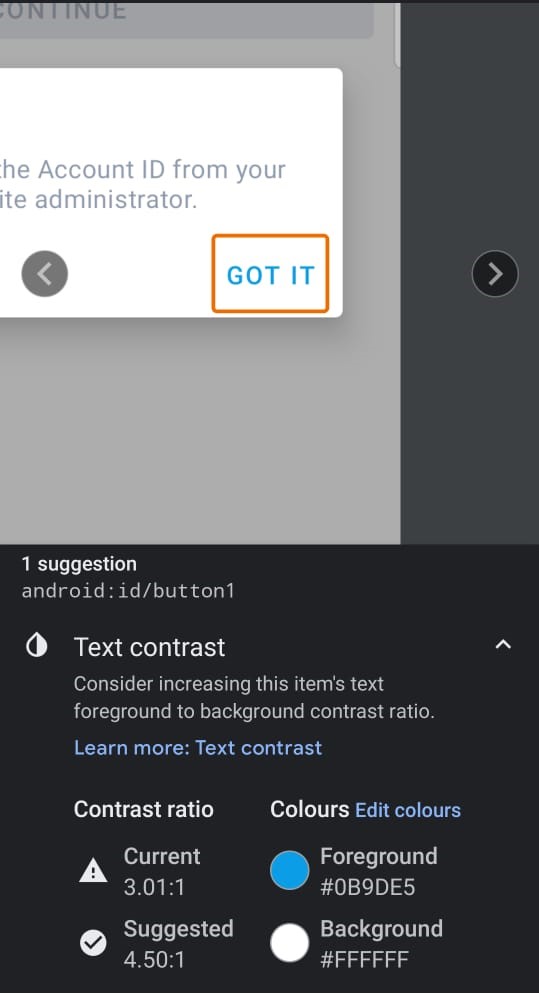 CONTINUE
the Account ID from your
ite administrator.
GOT IT
1 suggestion
android:id/button1
Text contrast
Consider increasing this item's text
foreground to background contrast ratio.
Learn more: Text contrast
Contrast ratio
Colours Edit colours
Current
3.01:1
Foreground
#0B9DE5
Suggested
4.50:1
Background
#FFFFFF